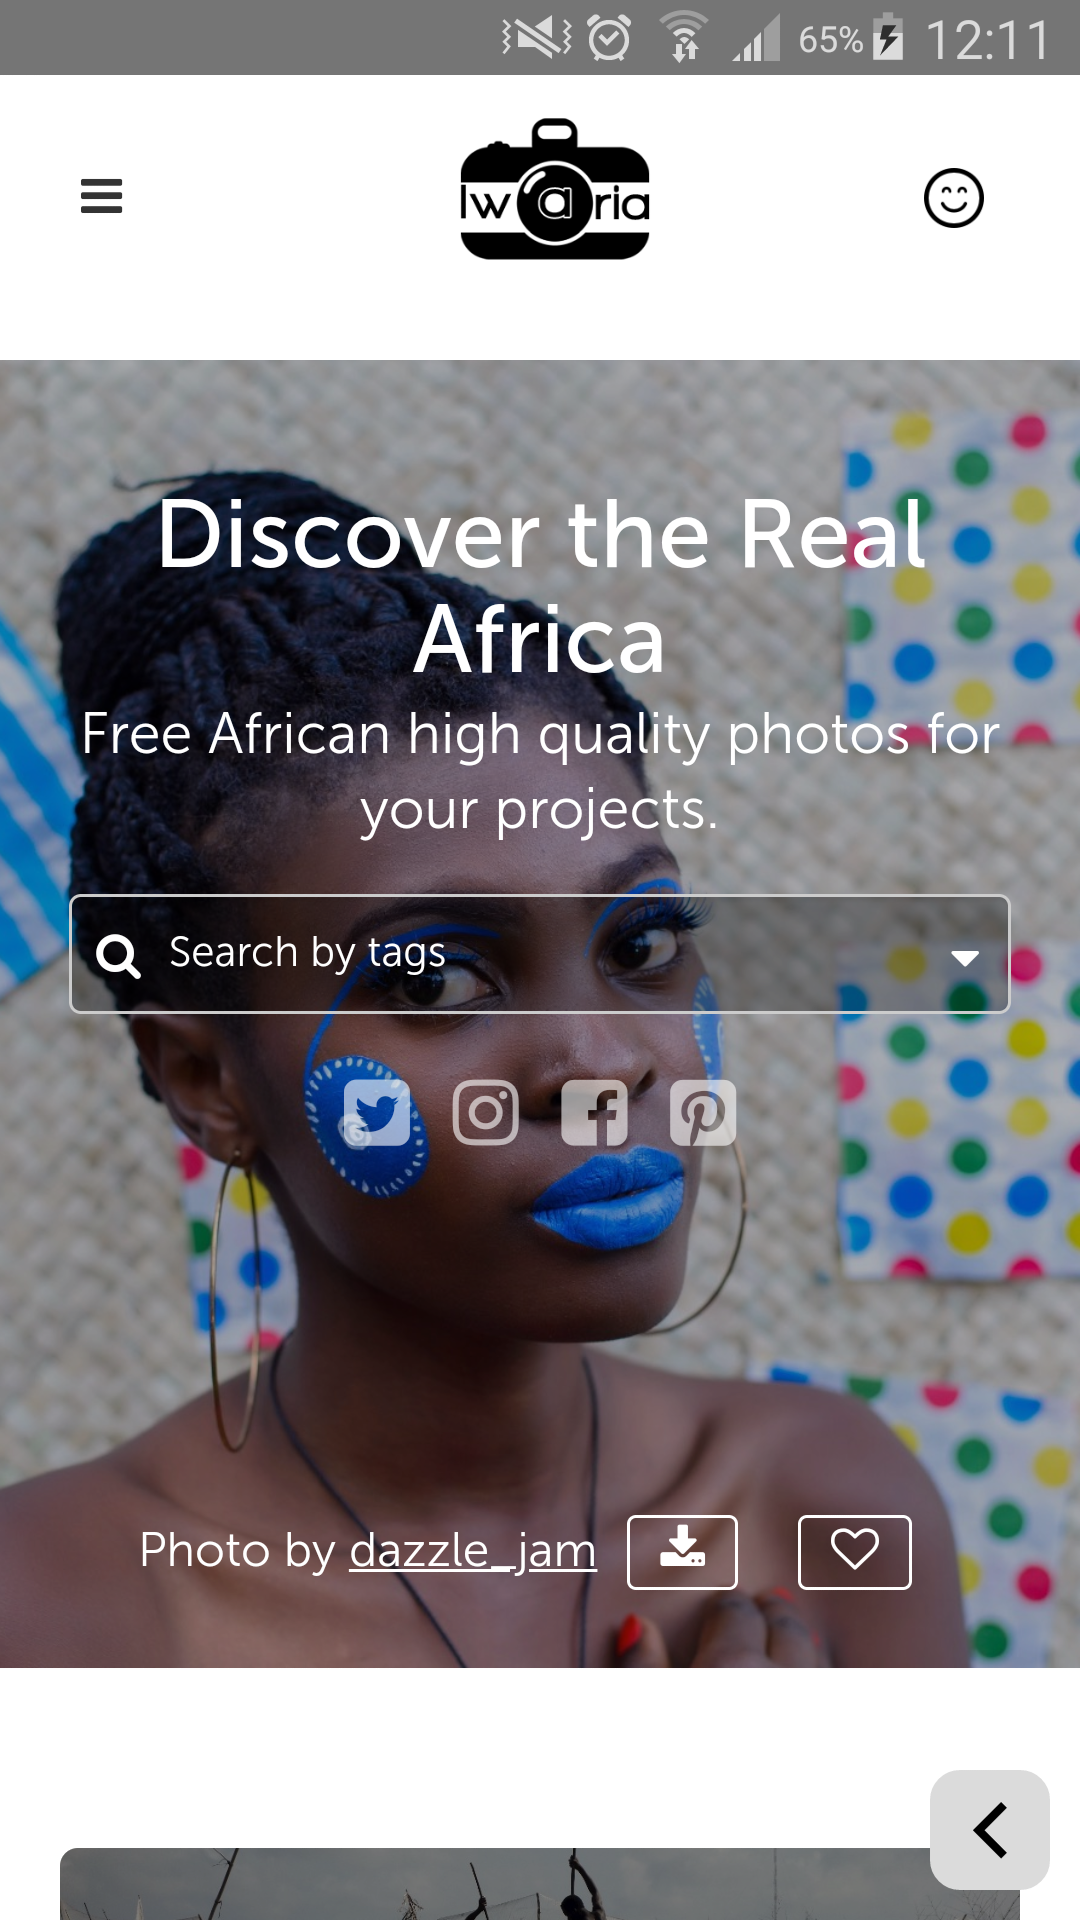 65% 12:11
Iwaria
Discover the Real
Africa
Free African high quality photos for
your projects.
Search by tags
Photo by dazzle_jam